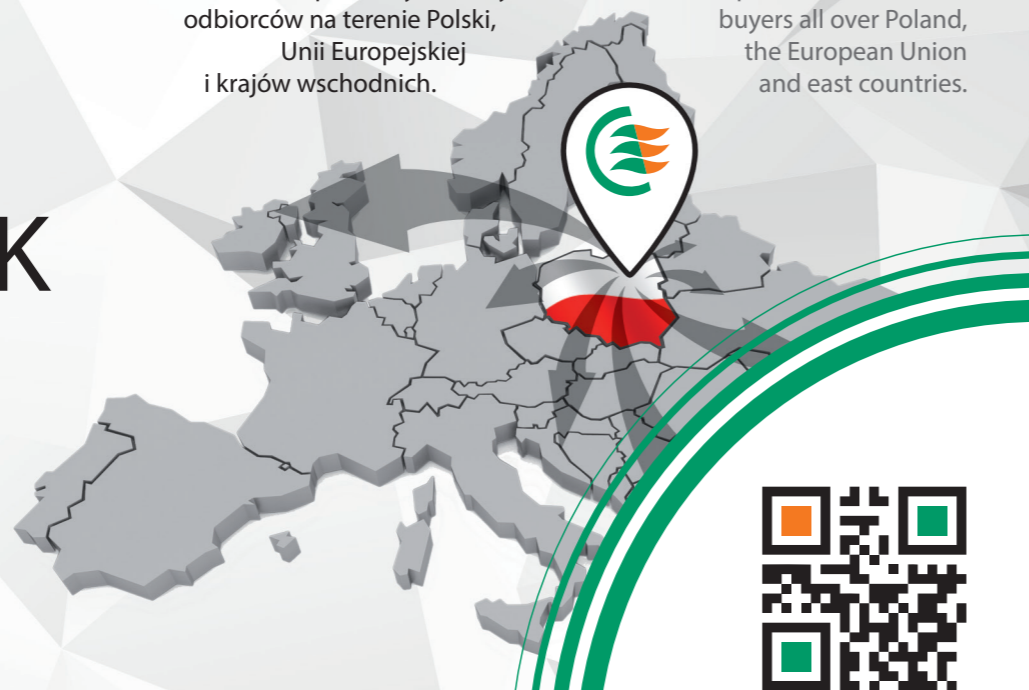 odbiorców na terenie Polski,
Unii Europejskiej
i krajów wschodnich.
buyers all over Poland,
the European Union
and east countries.
K